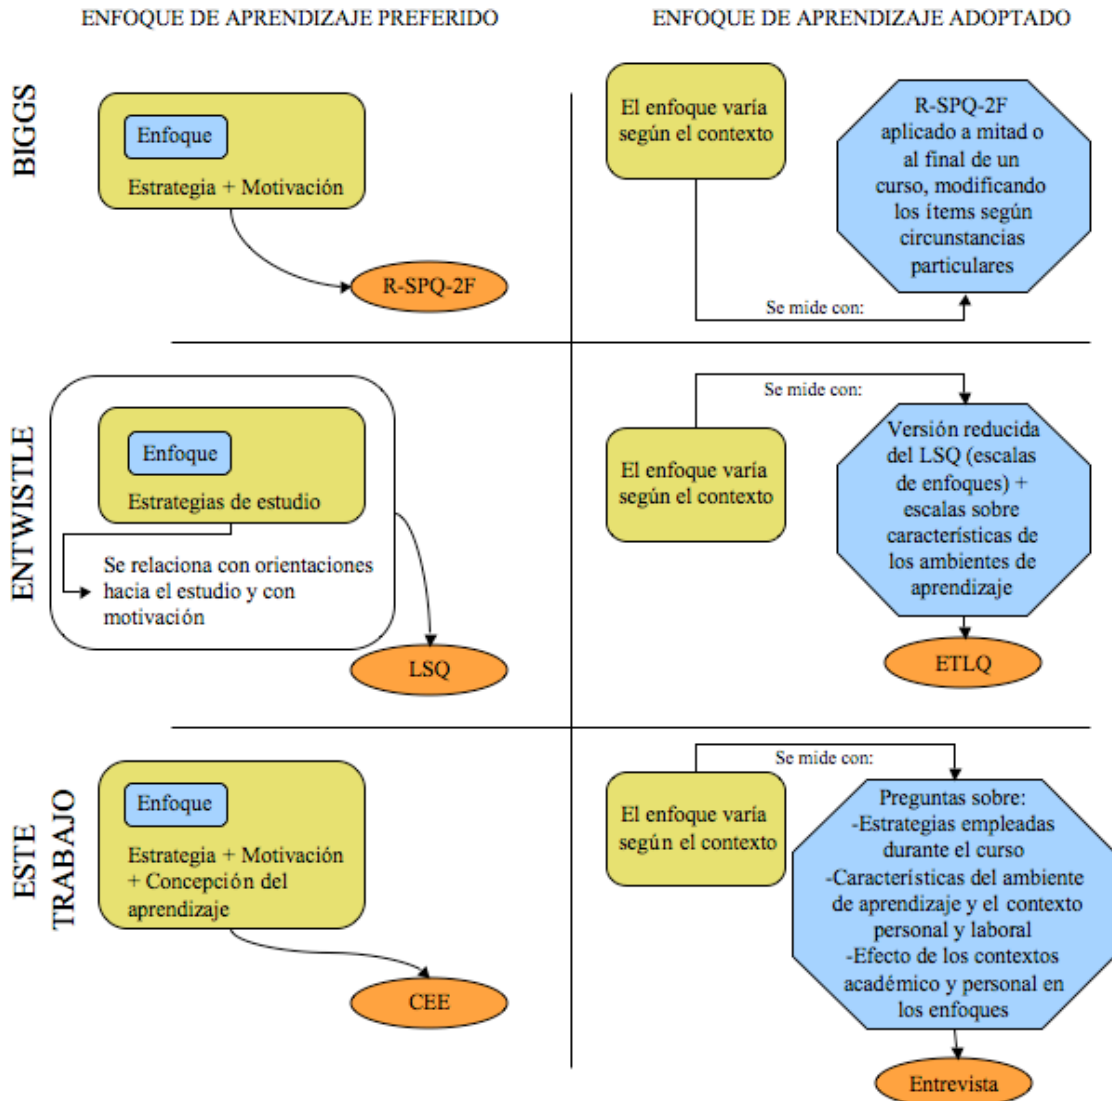 ENFOQUE DE APRENDIZAJE PREFERIDO
ENFOQUE DE APRENDIZAJE ADOPTADO
BIGGS
Enfoque
Estrategia + Motivación
R-SPQ-2F
El enfoque varía
según el contexto
Se mide con:
R-SPQ-2F
aplicado a mitad o
al final de un
curso, modificando
los ítems según
circunstancias
particulares
ENTWISTLE
Enfoque
Estrategias de estudio
Se relaciona con orientaciones
hacia el estudio y con
motivación
LSQ
El enfoque varía
según el contexto
Se mide con:
Versión reducida
del LSQ (escalas
de enfoques) +
escalas sobre
características de
los ambientes de
aprendizaje
ETLQ
ESTE
TRABAJO
Enfoque
Estrategia + Motivación
+ Concepción del
aprendizaje
CEE
El enfoque varía
según el contexto
Se mide con:
Preguntas sobre:
-Estrategias empleadas
durante el curso
-Características del ambiente
de aprendizaje y el contexto
personal y laboral
-Efecto de los contextos
académico y personal en
los enfoques
Entrevista